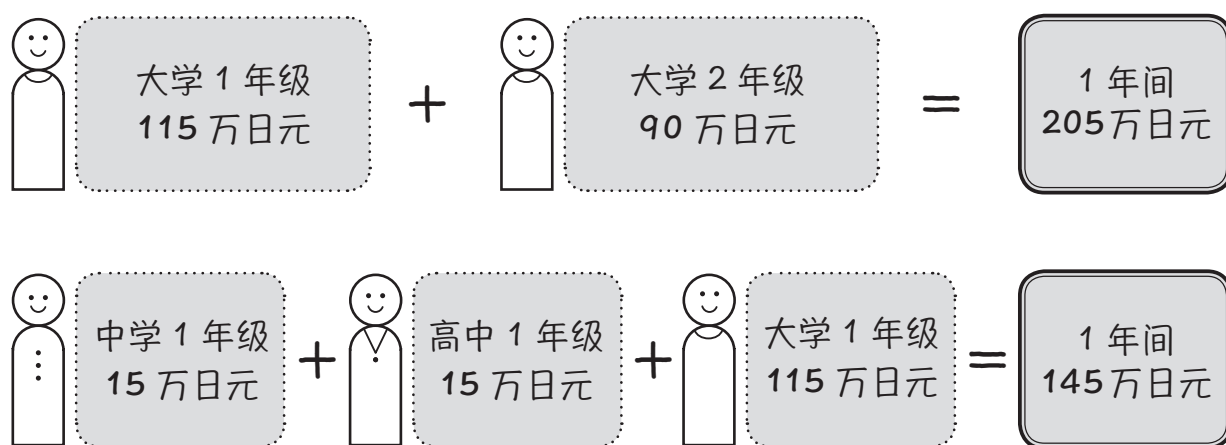 大学 1 年级
115 万日元
+
大学 2 年级
90 万日元
=
1 年间
205万日元
中学 1 年级
15 万日元
+
高中 1 年级
15 万日元
+
大学 1 年级
115 万日元
=
1 年间
145万日元